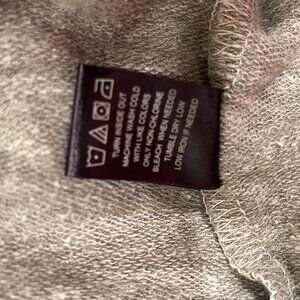 TURN INSIDE OUT
MACHINE WASH COLD
WITH LIKE COLORS
ONLY NON-CHLORINE
BLEACH WHEN NEEDED
TUMBLE DRY LOW
LOW IRON IF NEEDED